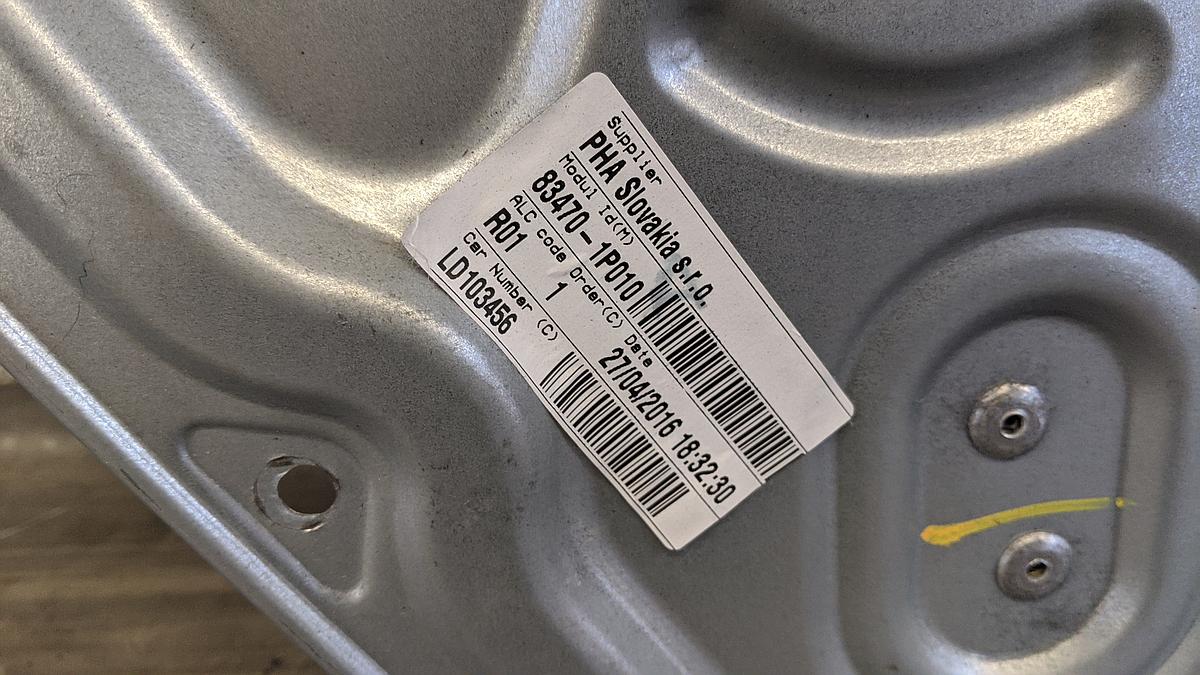 Supplier
PHA Slovakia s.r.o.
Modul Id(M)
83470-1P010
ALC code Order(C) Date
R01 1 27/04/2016 18:32:30
Car Number (C)
LD103456